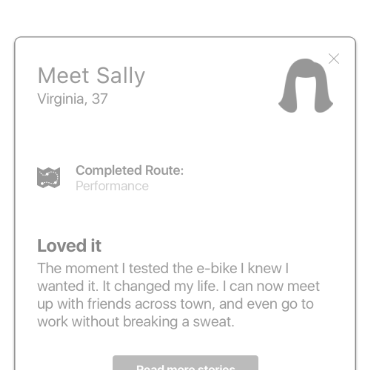 Meet Sally
Virginia, 37
Completed Route:
Performance
Loved it
The moment I tested the e-bike I knew I
wanted it. It changed my life. I can now meet
up with friends across town, and even go to
work without breaking a sweat.
Read more stories